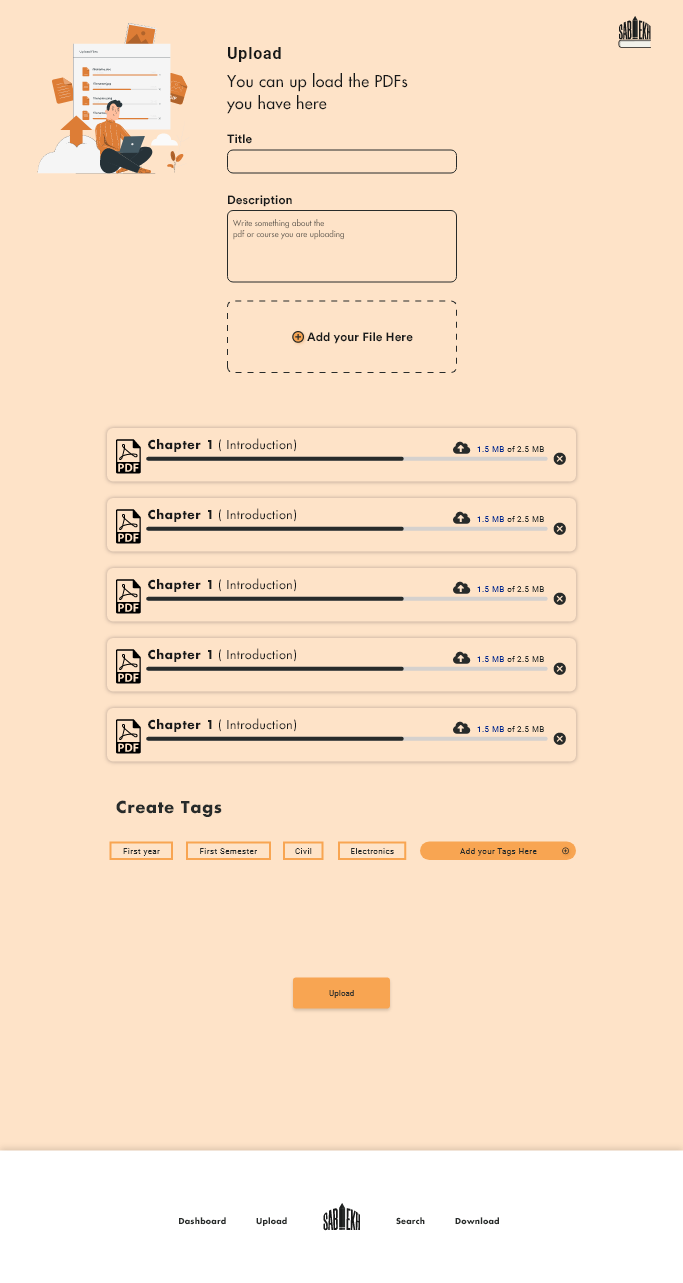 SABLEKH
Upload
You can up load the PDFs
you have here
Title
Description
Write something about the
pdf or course you are uploading
Add your File Here
Chapter 1 ( Introduction)
1.5 MB of 2.5 MB
PDF
Chapter 1 ( Introduction)
1.5 MB of 2.5 MB
PDF
Chapter 1 ( Introduction)
1.5 MB of 2.5 MB
PDF
Chapter 1 ( Introduction)
1.5 MB of 2.5 MB
PDF
Chapter 1 ( Introduction)
1.5 MB of 2.5 MB
PDF
Create Tags
First year First Semester Civil Electronics Add your Tags Here
Upload
Dashboard Upload SABLEKH Search Download